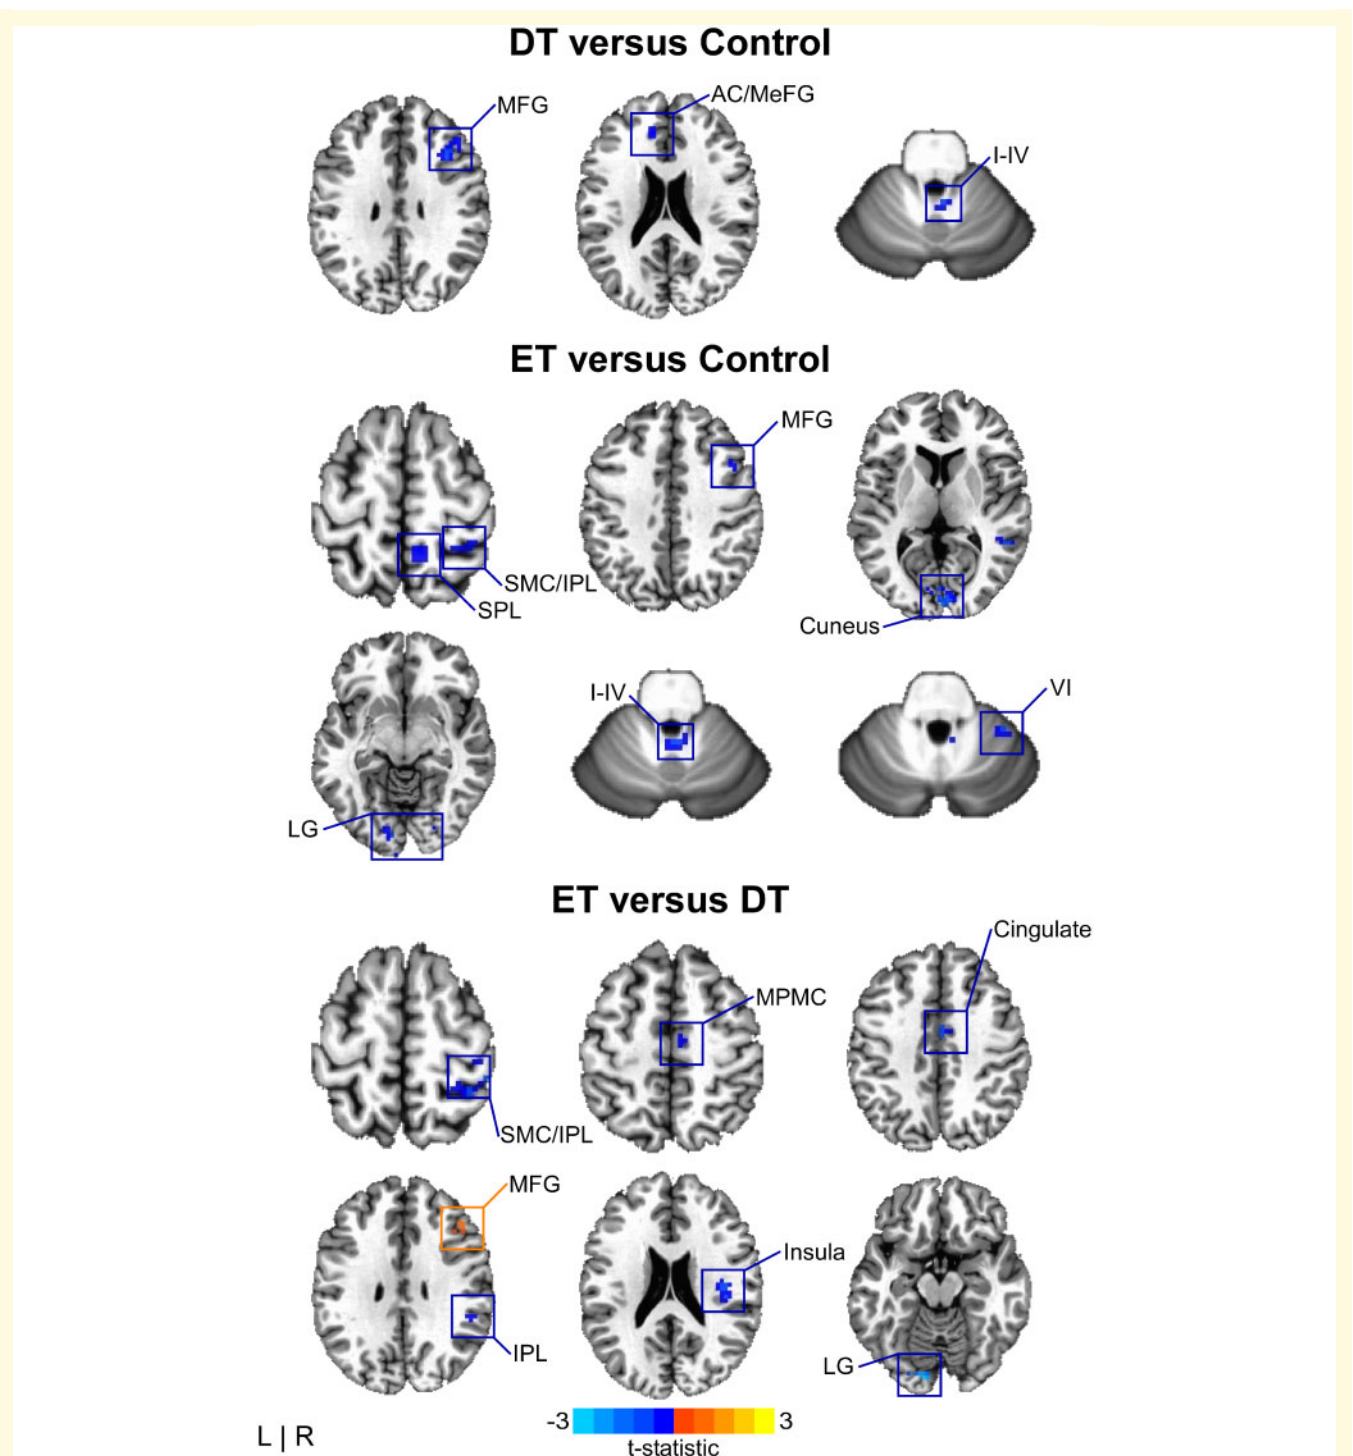 DT versus Control
MFG
AC/MeFG
I-IV
ET versus Control
MFG
SMC/IPL
SPL
Cuneus
I-IV
VI
LG
ET versus DT
Cingulate
MPMC
SMC/IPL
MFG
Insula
IPL
LG
-3 3
L | R
t-statistic